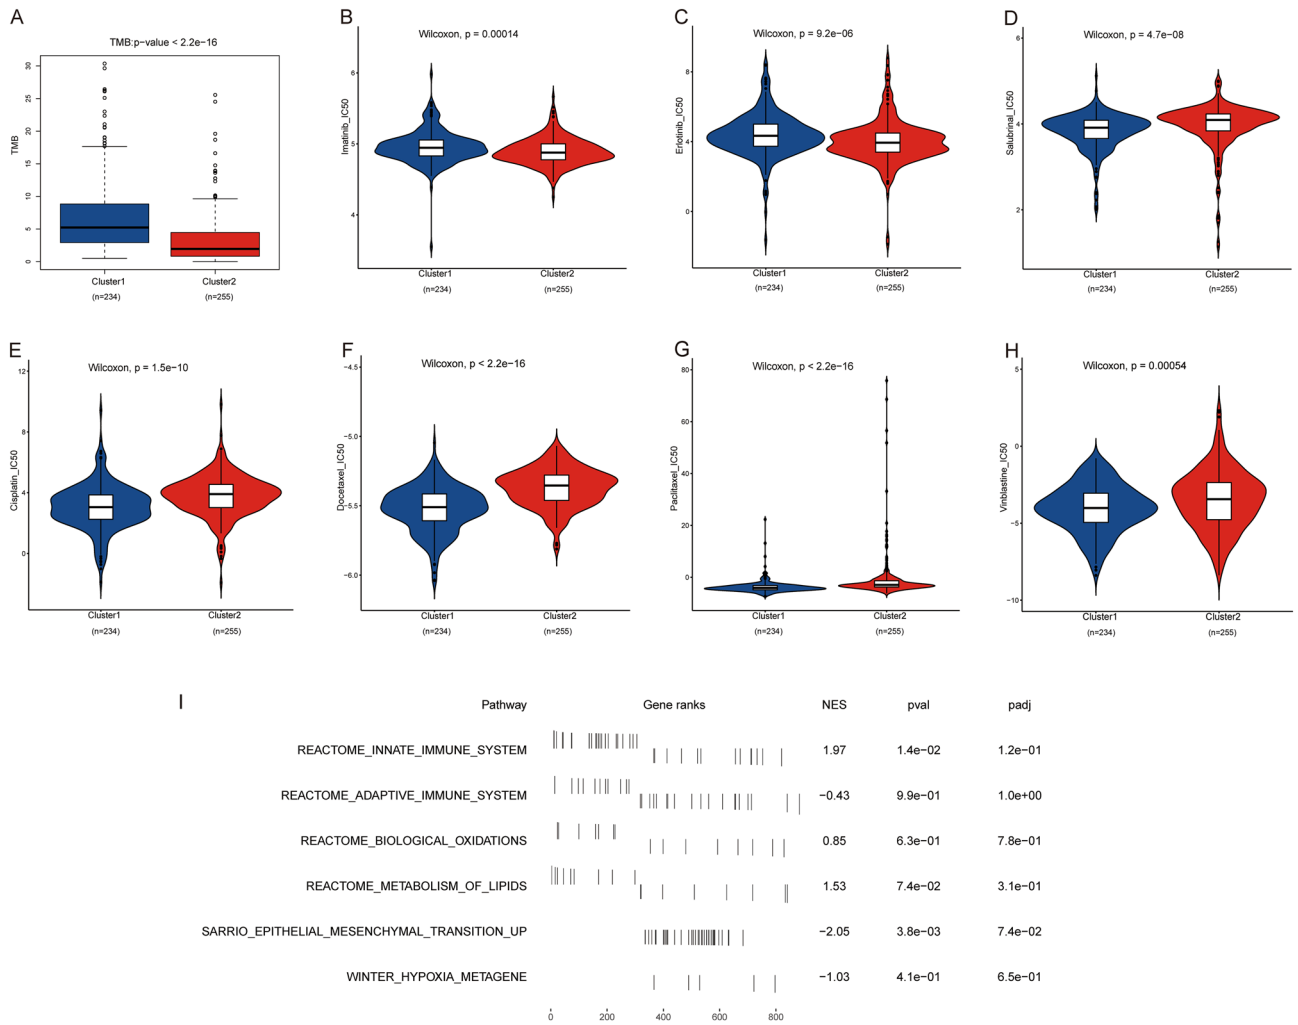 A
TMB:p-value < 2.2e−16
TMB
30
25
20
15
10
5
0
Cluster1
Cluster2
(n=234)
(n=255)
B
Wilcoxon, p = 0.00014
Imatinib_IC50
6
5
4
Cluster1
Cluster2
(n=234)
(n=255)
C
Wilcoxon, p = 9.2e−06
Erlotinib_IC50
8
4
0
Cluster1
Cluster2
(n=234)
(n=255)
D
Wilcoxon, p = 4.7e−08
Salubrinal_IC50
6
4
2
Cluster1
Cluster2
(n=234)
(n=255)
E
Wilcoxon, p = 1.5e−10
Cisplatin_IC50
12
8
4
0
Cluster1
Cluster2
(n=234)
(n=255)
F
Wilcoxon, p < 2.2e−16
Docetaxel_IC50
−4.5
−5.0
−5.5
−6.0
Cluster1
Cluster2
(n=234)
(n=255)
G
Wilcoxon, p < 2.2e−16
Paclitaxel_IC50
80
60
40
20
0
Cluster1
Cluster2
(n=234)
(n=255)
H
Wilcoxon, p = 0.00054
Vinblastine_IC50
5
0
−5
−10
Cluster1
Cluster2
(n=234)
(n=255)
I
Pathway Gene ranks NES pval padj
REACTOME_INNATE_IMMUNE_SYSTEM 1.97 1.4e−02 1.2e−01
REACTOME_ADAPTIVE_IMMUNE_SYSTEM −0.43 9.9e−01 1.0e+00
REACTOME_BIOLOGICAL_OXIDATIONS 0.85 6.3e−01 7.8e−01
REACTOME_METABOLISM_OF_LIPIDS 1.53 7.4e−02 3.1e−01
SARRIO_EPITHELIAL_MESENCHYMAL_TRANSITION_UP −2.05 3.8e−03 7.4e−02
WINTER_HYPOXIA_METAGENE −1.03 4.1e−01 6.5e−01
0 200 400 600 800